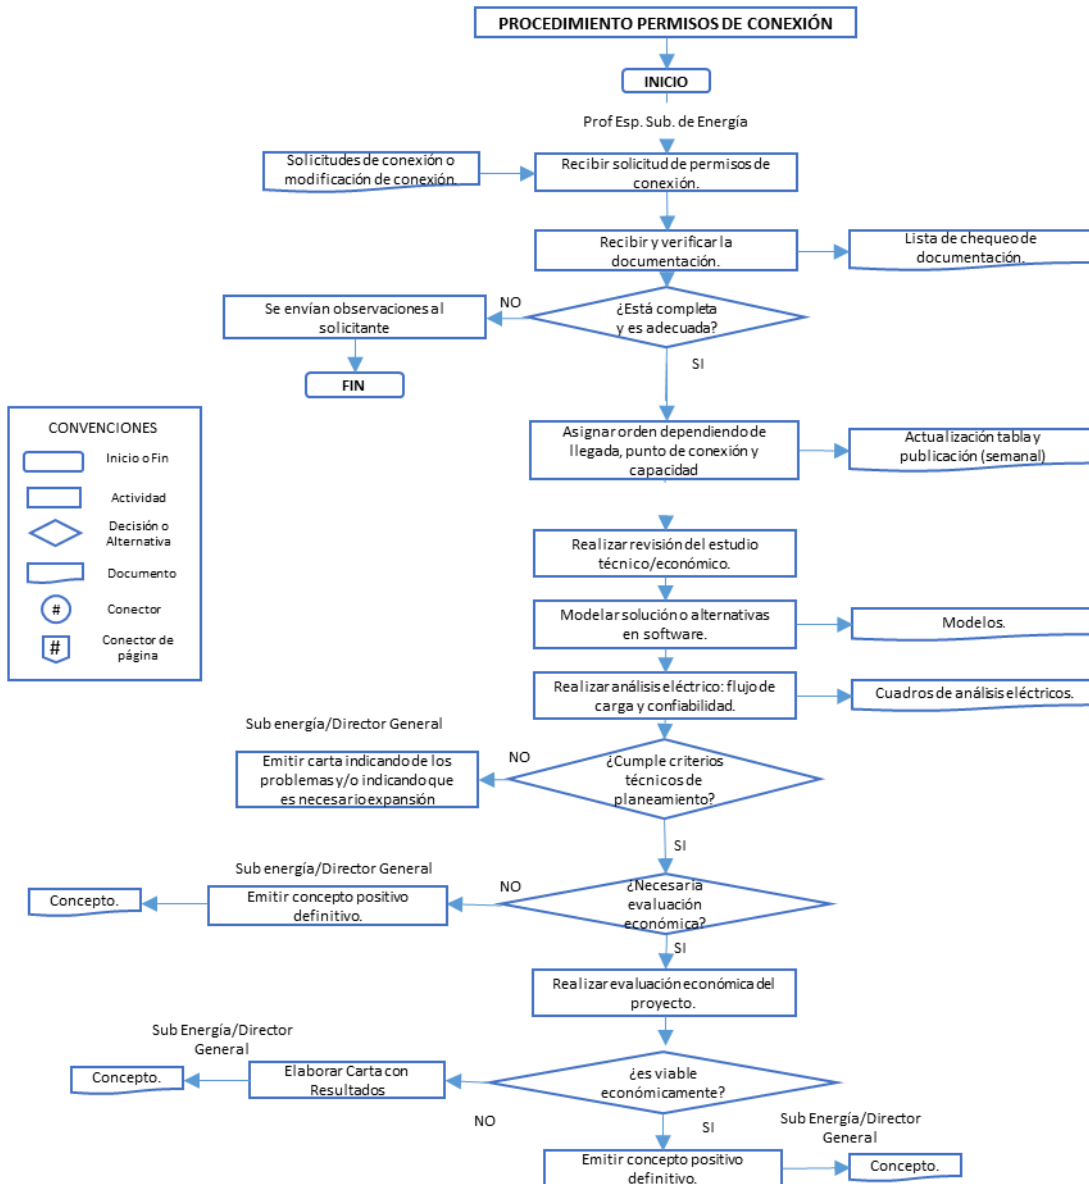 PROCEDIMIENTO PERMISOS DE CONEXIÓN
INICIO
Prof Esp. Sub. de Energía
Solicitudes de conexión o
modificación de conexión.
Recibir solicitud de permisos de
conexión.
Recibir y verificar la
documentación.
Lista de chequeo de
documentación.
¿Está completa
y es adecuada?
NO
Se envían observaciones al
solicitante
FIN
SI
Asignar orden dependiendo de
llegada, punto de conexión y
capacidad
Actualización tabla y
publicación (semanal)
CONVENCIONES
Inicio o Fin
Actividad
Decisión o
Alternativa
Documento
#
Conector
#
Conector de
página
Realizar revisión del estudio
técnico/económico.
Modelar solución o alternativas
en software.
Modelos.
Realizar análisis eléctrico: flujo de
carga y confiabilidad.
Cuadros de análisis eléctricos.
¿Cumple criterios
técnicos de
planeamiento?
NO
Sub energía/Director General
Emitir carta indicando de los
problemas y/o indicando que
es necesario expansión
SI
¿Necesaria
evaluación
económica?
NO
Sub energía/Director General
Emitir concepto positivo
definitivo.
Concepto.
SI
Realizar evaluación económica del
proyecto.
¿es viable
económicamente?
NO
Sub Energía/Director
General
Elaborar Carta con
Resultados
Concepto.
SI
Sub Energía/Director
General
Emitir concepto positivo
definitivo.
Concepto.